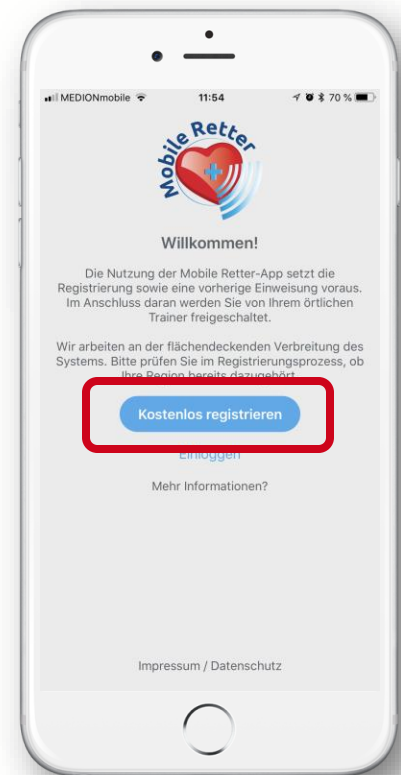 MEDIONmobile 11:54 70 %
Mobile Retter
Willkommen!
Die Nutzung der Mobile Retter-App setzt die
Registrierung sowie eine vorherige Einweisung voraus.
Im Anschluss daran werden Sie von Ihrem örtlichen
Trainer freigeschaltet.
Wir arbeiten an der flächendeckenden Verbreitung des
Systems. Bitte prüfen Sie im Registrierungsprozess, ob
Ihre Region bereits dazugehört.
Kostenlos registrieren
Einloggen
Mehr Informationen?
Impressum / Datenschutz